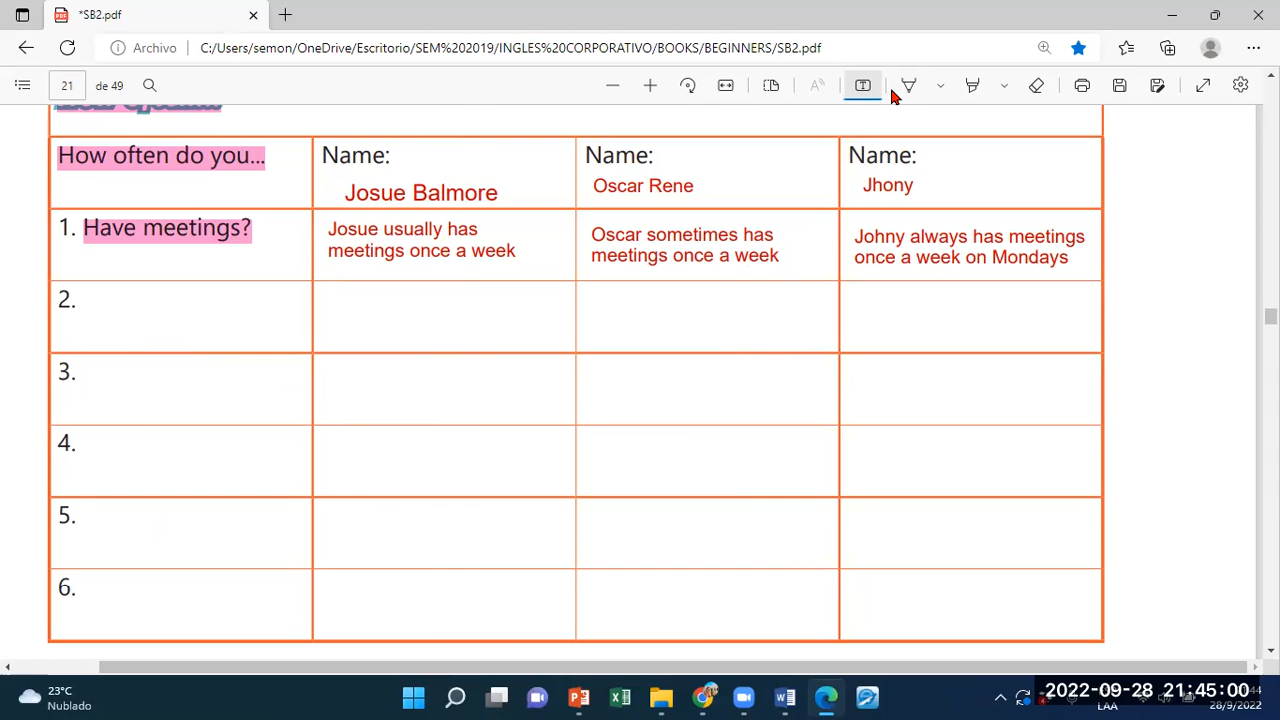 *SB2.pdf
Archivo
C:/Users/semon/OneDrive/Escritorio/SEM%202019/INGLES%20CORPORATIVO/BOOKS/BEGINNERS/SB2.pdf
21
de 49
How often do you...
Name:
Josue Balmore
Name:
Oscar Rene
Name:
Jhony
1. Have meetings?
Josue usually has
meetings once a week
Oscar sometimes has
meetings once a week
Johny always has meetings
once a week on Mondays
2.
3.
4.
5.
6.
23°C
Nublado
2022-09-28 21:45:00
LAA
28/9/2022